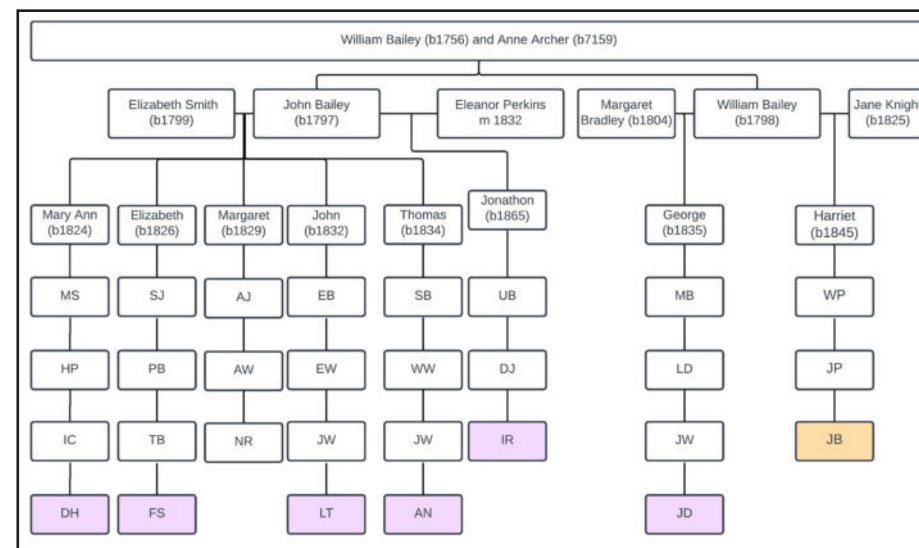 William Bailey (b1756) and Anne Archer (b7159)
Elizabeth Smith
(b1799)
John Bailey
(b1797)
Eleanor Perkins
m 1832
Margaret
Bradley (b1804)
William Bailey
(b1798)
Jane Knight
(b1825)
Mary Ann
(b1824)
Elizabeth
(b1826)
Margaret
(b1829)
John
(b1832)
Thomas
(b1834)
Jonathon
(b1865)
George
(b1835)
Harriet
(b1845)
MS
SJ
AJ
EB
SB
UB
MB
WP
HP
PB
AW
EW
WW
DJ
LD
JP
IC
TB
NR
JW
JW
IR
JW
JB
DH
FS
LT
AN
JD